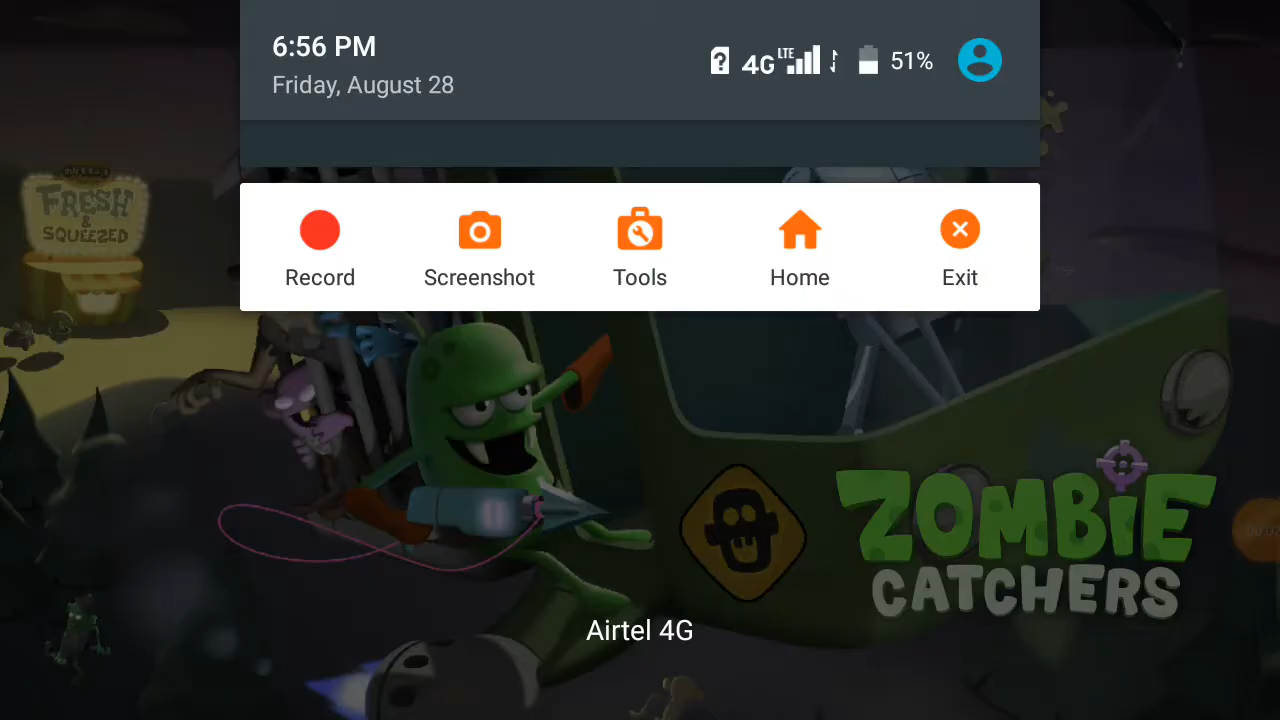 6:56 PM
Friday, August 28
4G LTE
51%
Record
Screenshot
Tools
Home
Exit
FRESH
&
SQUEEZED
ZOMBIE
CATCHERS
Airtel 4G